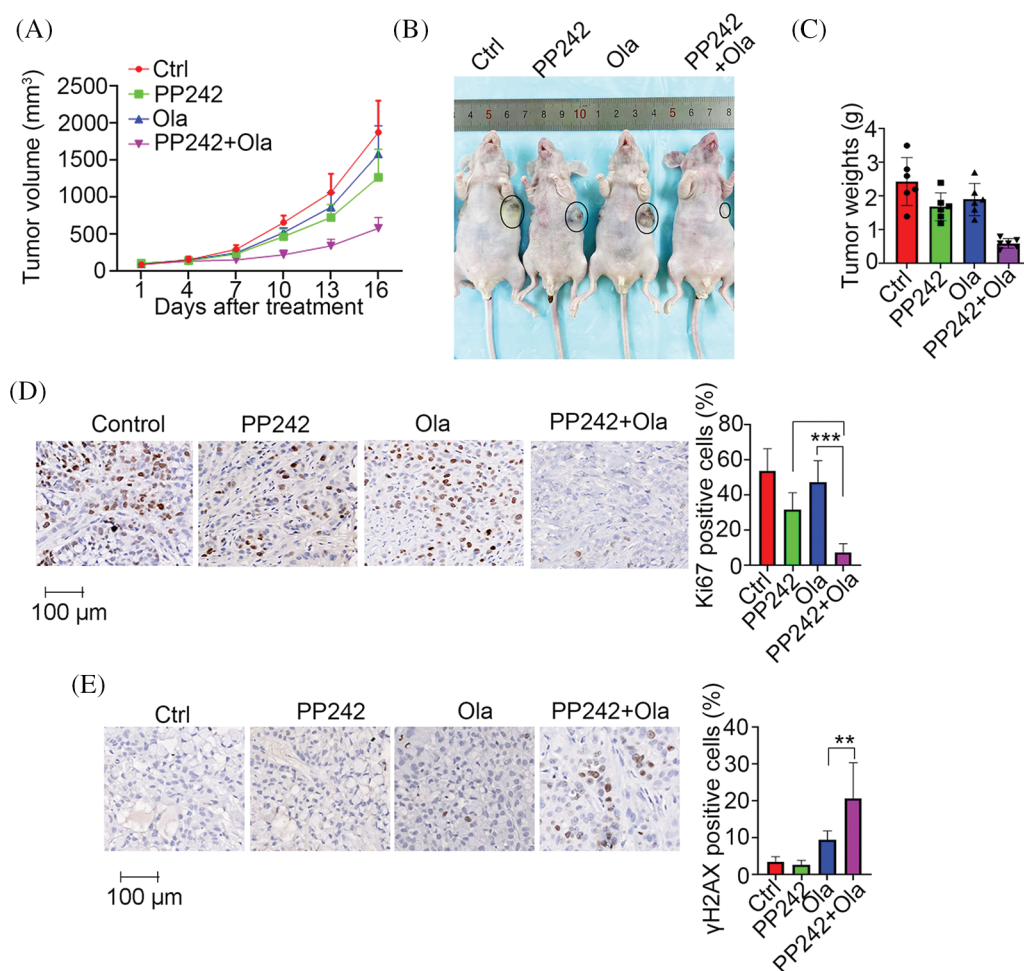 (A)
Tumor volume (mm³)
2500
2000
1500
1000
500
0
1 4 7 10 13 16
Days after treatment
Ctrl
PP242
Ola
PP242+Ola
(B)
Ctrl
PP242
Ola
PP242
+Ola
5 6 7 8 9 10 1 2 3 4 5 6 7 8
(C)
Tumor weights (g)
4
3
2
1
0
Ctrl
PP242
Ola
PP242+Ola
(D)
Control
PP242
Ola
PP242+Ola
100 µm
Ki67 positive cells (%)
80
60
40
20
0
***
Ctrl
PP242
Ola
PP242+Ola
(E)
Ctrl
PP242
Ola
PP242+Ola
100 µm
γH2AX positive cells (%)
40
30
20
10
0
**
Ctrl
PP242
Ola
PP242+Ola